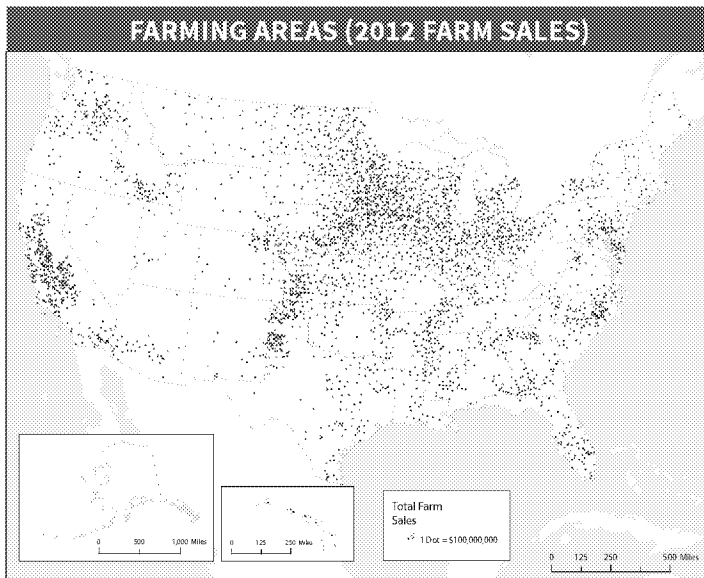 FARMING AREAS (2012 FARM SALES)
0 500 1,000 Miles
0 125 250 Miles
Total Farm
Sales
1 Dot = $100,000,000
0 125 250 500 Miles